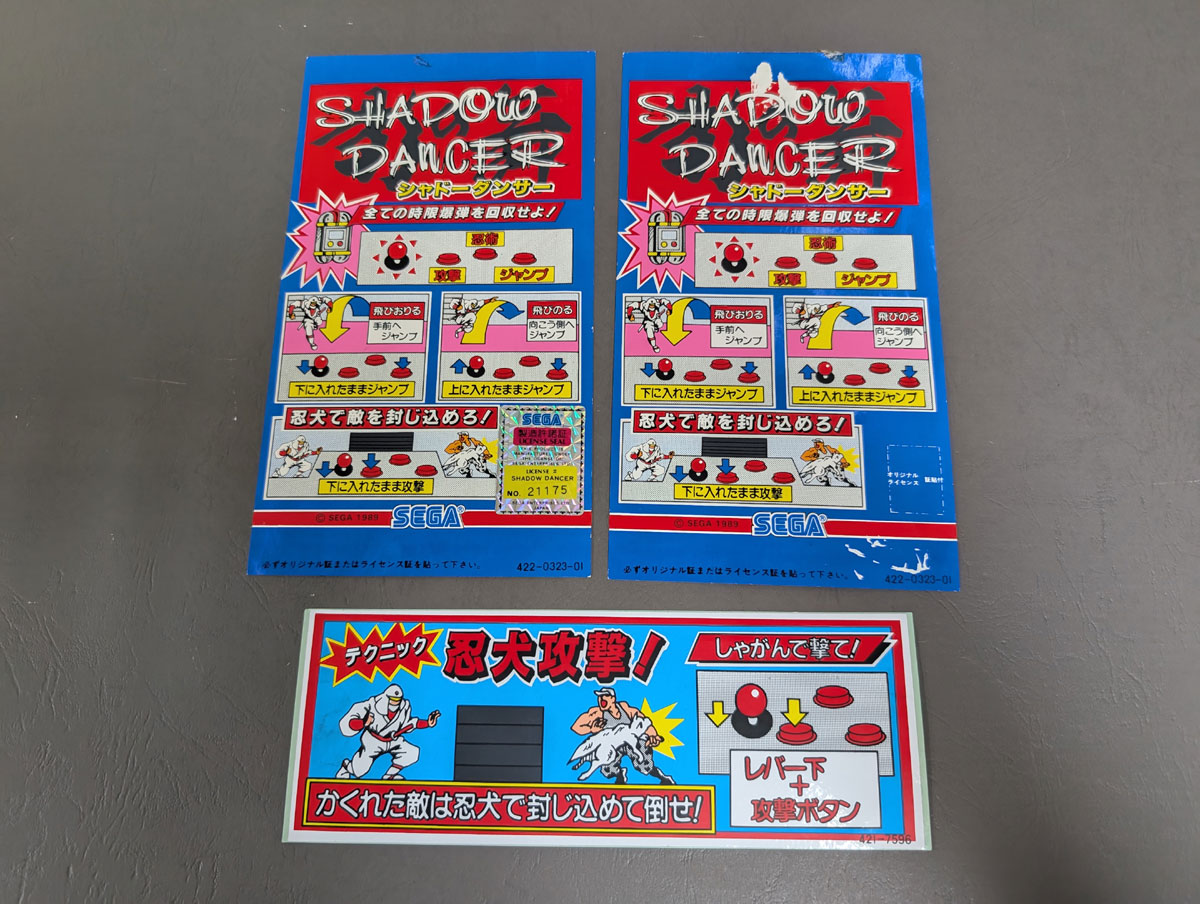 SHADOW
DANCER
シャドーダンサー
全ての時限爆弾を回収せよ!
忍術
攻撃
ジャンプ
飛びおりる
手前へ
ジャンプ
下に入れたままジャンプ
飛びのる
向こう側へ
ジャンプ
上に入れたままジャンプ
忍犬で敵を封じ込めろ!
下に入れたまま攻撃
SEGA
製造許諾証
LICENSE SEAL
LICENSE #
SHADOW DANCER
NO. 21175
JAPAN
© SEGA 1989
SEGA®
必ずオリジナル証またはライセンス証を貼って下さい。
422-0323-01
SHADOW
DANCER
シャドーダンサー
全ての時限爆弾を回収せよ!
忍術
攻撃
ジャンプ
飛びおりる
手前へ
ジャンプ
下に入れたままジャンプ
飛びのる
向こう側へ
ジャンプ
上に入れたままジャンプ
忍犬で敵を封じ込めろ!
下に入れたまま攻撃
オリジナル
ライセンス 証貼付
© SEGA 1989
SEGA®
必ずオリジナル証またはライセンス証を貼って下さい。
422-0323-01
テクニック
忍犬攻撃!
しゃがんで撃て!
かくれた敵は忍犬で封じ込めて倒せ!
レバー下
+
攻撃ボタン
421-7596